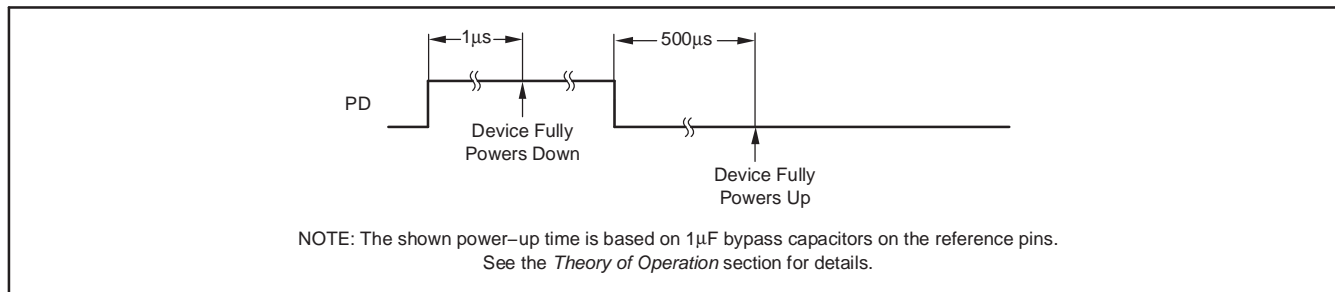 1μs
500μs
PD
Device Fully
Powers Down
Device Fully
Powers Up
NOTE: The shown power−up time is based on 1μF bypass capacitors on the reference pins.
See the Theory of Operation section for details.